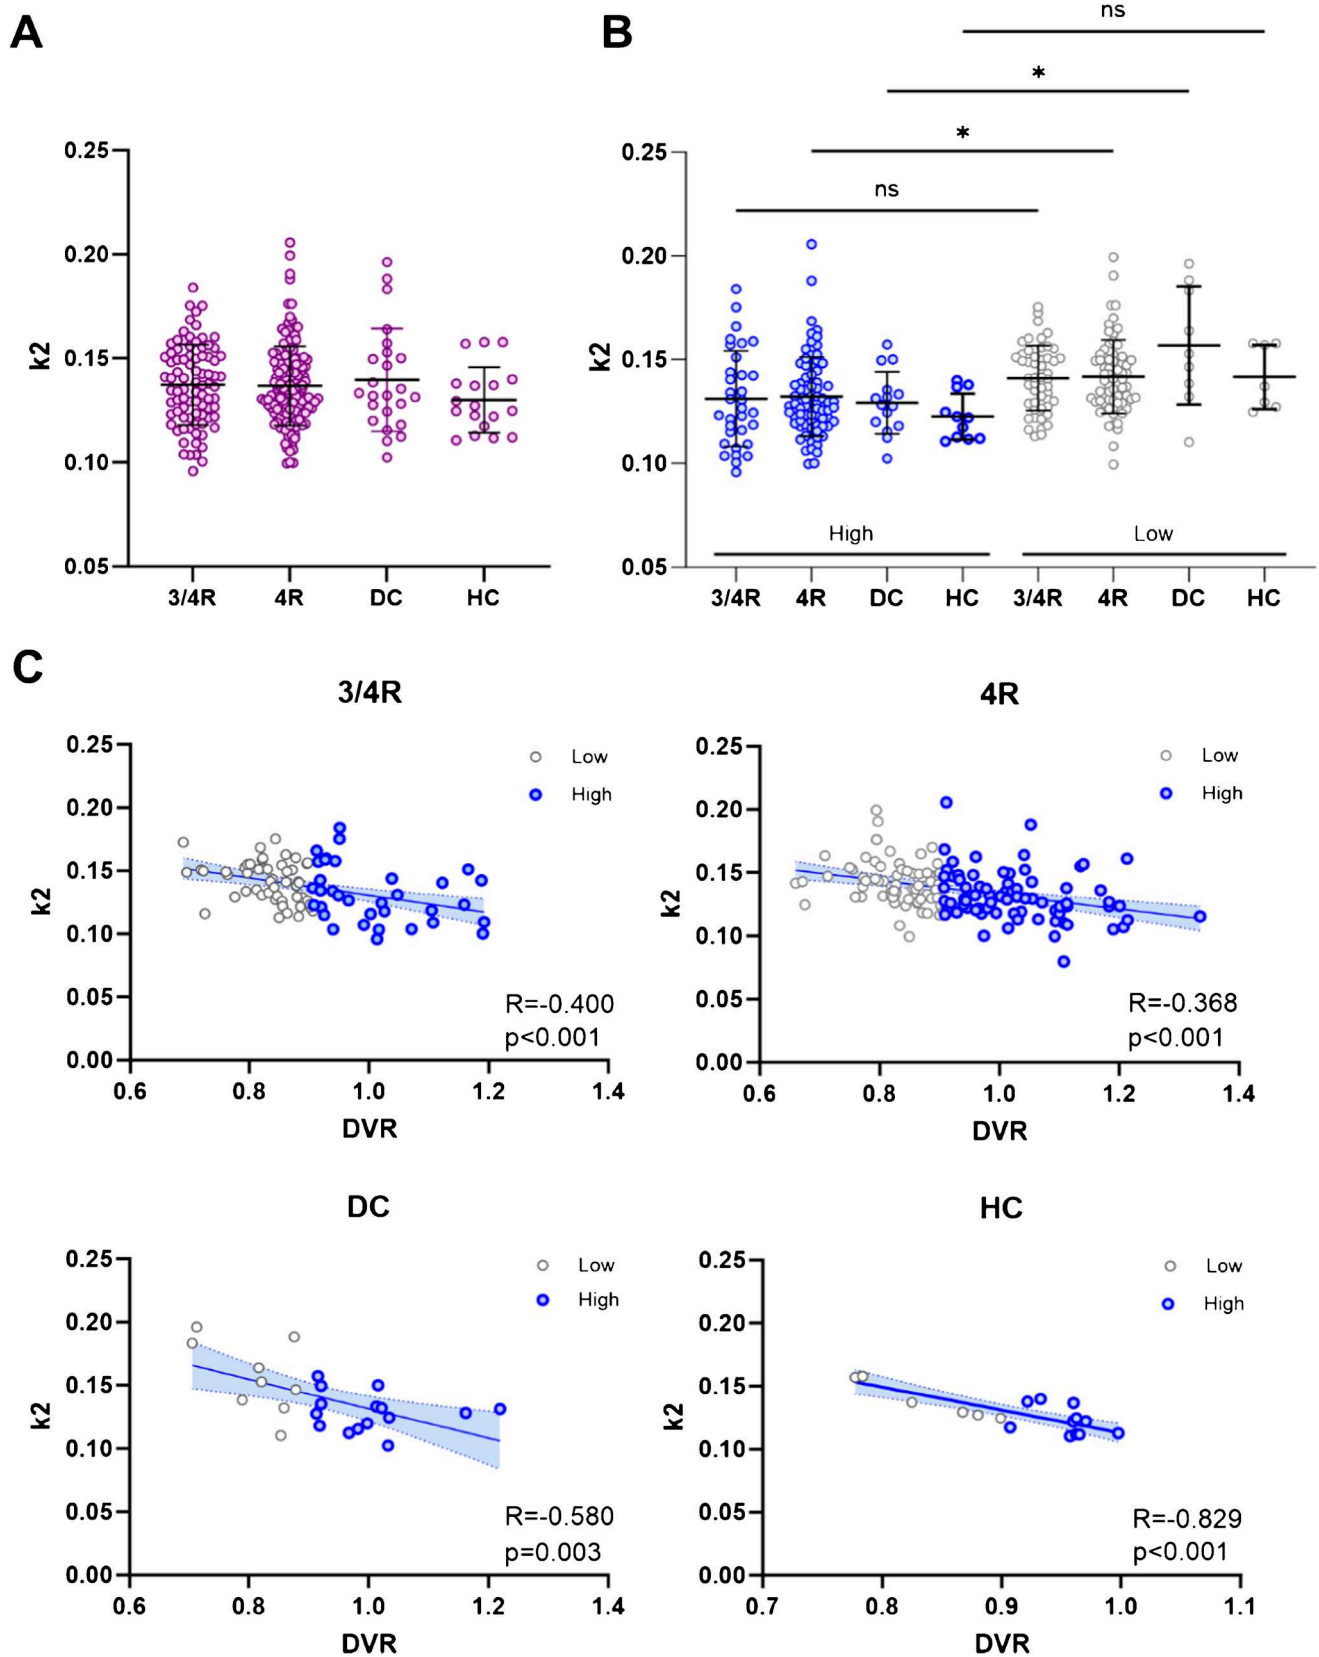 A
B
ns
*
*
ns
0.25
0.20
0.15
0.10
0.05
k2
3/4R 4R DC HC
0.25
0.20
0.15
0.10
0.05
k2
High Low
3/4R 4R DC HC 3/4R 4R DC HC
C
3/4R
0.25
0.20
0.15
0.10
0.05
0.00
k2
Low
High
R=-0.400
p<0.001
0.6 0.8 1.0 1.2 1.4
DVR
4R
0.25
0.20
0.15
0.10
0.05
0.00
k2
Low
High
R=-0.368
p<0.001
0.6 0.8 1.0 1.2 1.4
DVR
DC
0.25
0.20
0.15
0.10
0.05
0.00
k2
Low
High
R=-0.580
p=0.003
0.6 0.8 1.0 1.2 1.4
DVR
HC
0.25
0.20
0.15
0.10
0.05
0.00
k2
Low
High
R=-0.829
p<0.001
0.7 0.8 0.9 1.0 1.1
DVR